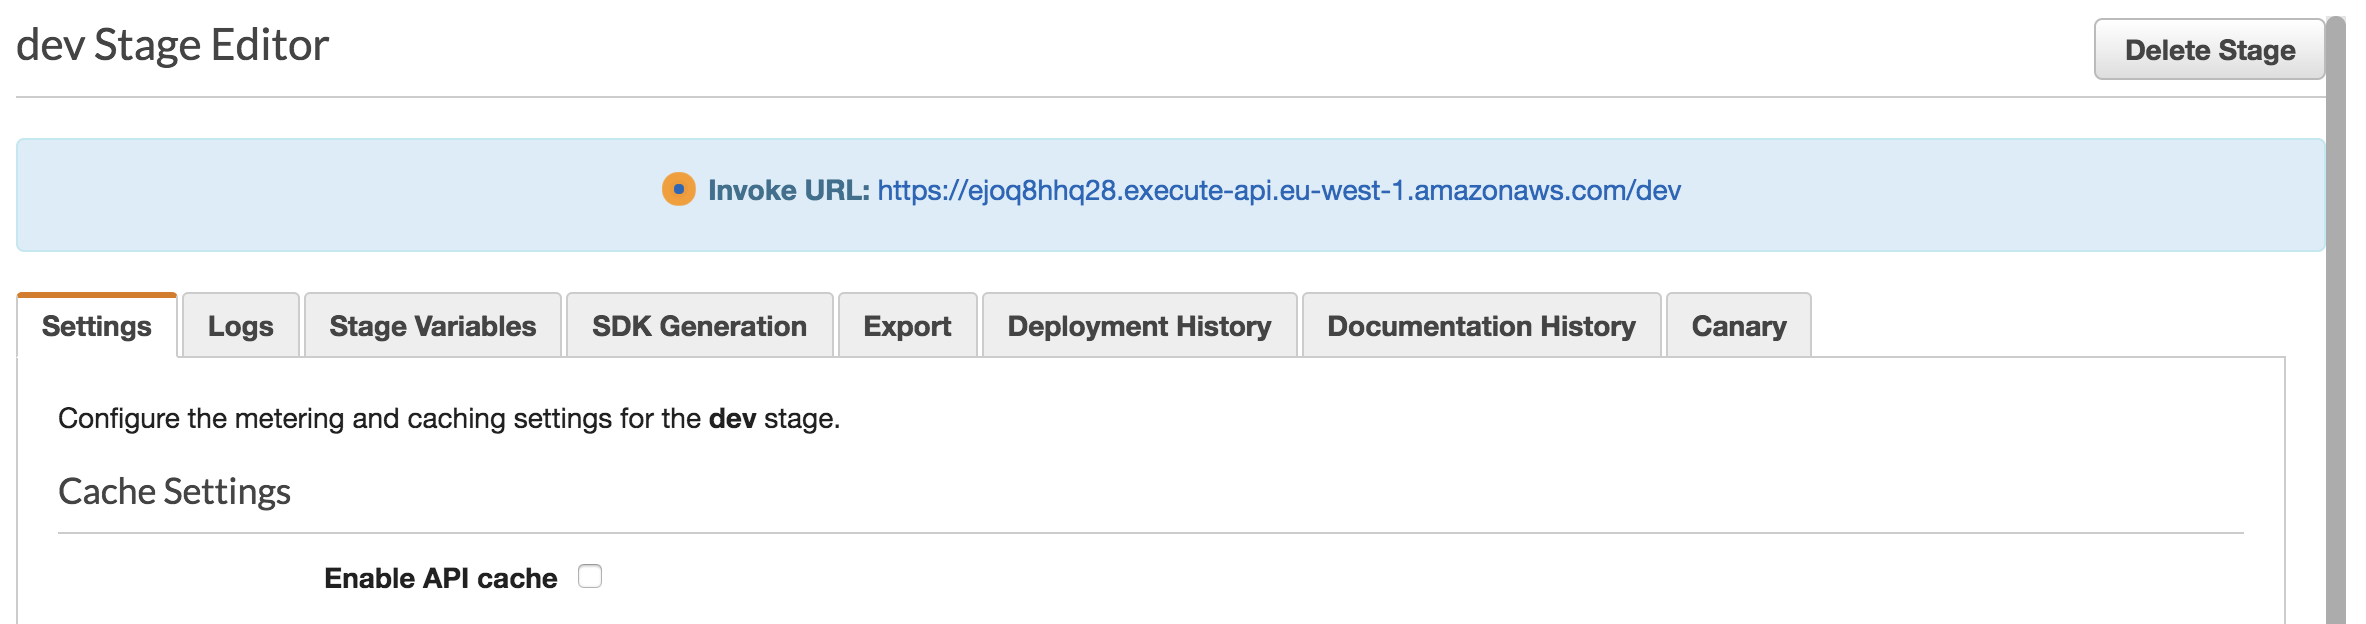 dev Stage Editor
Delete Stage
Invoke URL: https://ejoq8hhq28.execute-api.eu-west-1.amazonaws.com/dev
Settings Logs Stage Variables SDK Generation Export Deployment History Documentation History Canary
Configure the metering and caching settings for the dev stage.
Cache Settings
Enable API cache